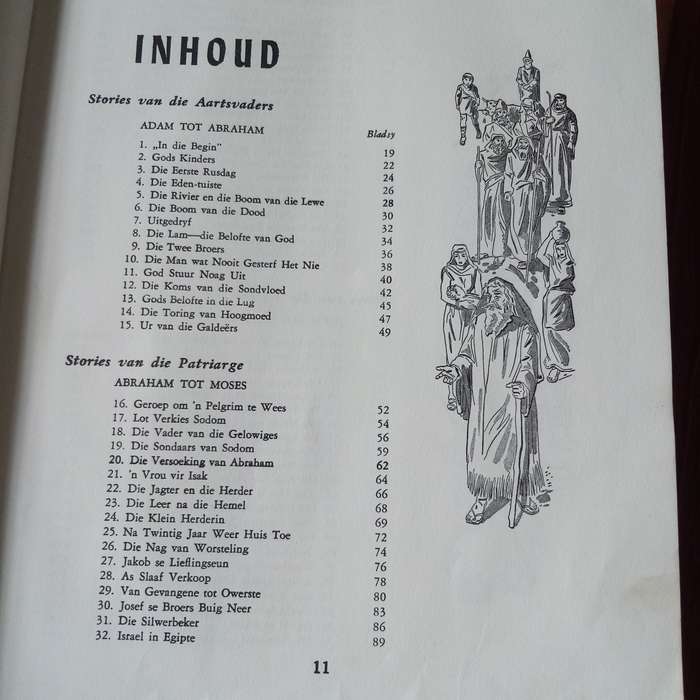 INHOUD
Stories van die Aartsvaders
ADAM TOT ABRAHAM Bladsy
1. „In die Begin” 19
2. Gods Kinders 22
3. Die Eerste Rusdag 24
4. Die Eden-tuiste 26
5. Die Rivier en die Boom van die Lewe 28
6. Die Boom van die Dood 30
7. Uitgedryf 32
8. Die Lam—die Belofte van God 34
9. Die Twee Broers 36
10. Die Man wat Nooit Gesterf Het Nie 38
11. God Stuur Noag Uit 40
12. Die Koms van die Sondvloed 42
13. Gods Belofte in die Lug 45
14. Die Toring van Hoogmoed 47
15. Ur van die Galdeërs 49
Stories van die Patriarge
ABRAHAM TOT MOSES
16. Geroep om 'n Pelgrim te Wees 52
17. Lot Verkies Sodom 54
18. Die Vader van die Gelowiges 56
19. Die Sondaars van Sodom 59
20. Die Versoeking van Abraham 62
21. 'n Vrou vir Isak 64
22. Die Jagter en die Herder 66
23. Die Leer na die Hemel 68
24. Die Klein Herderin 69
25. Na Twintig Jaar Weer Huis Toe 72
26. Die Nag van Worsteling 74
27. Jakob se Lieflingseun 76
28. As Slaaf Verkoop 78
29. Van Gevangene tot Owerste 80
30. Josef se Broers Buig Neer 83
31. Die Silwerbeker 86
32. Israel in Egipte 89
11